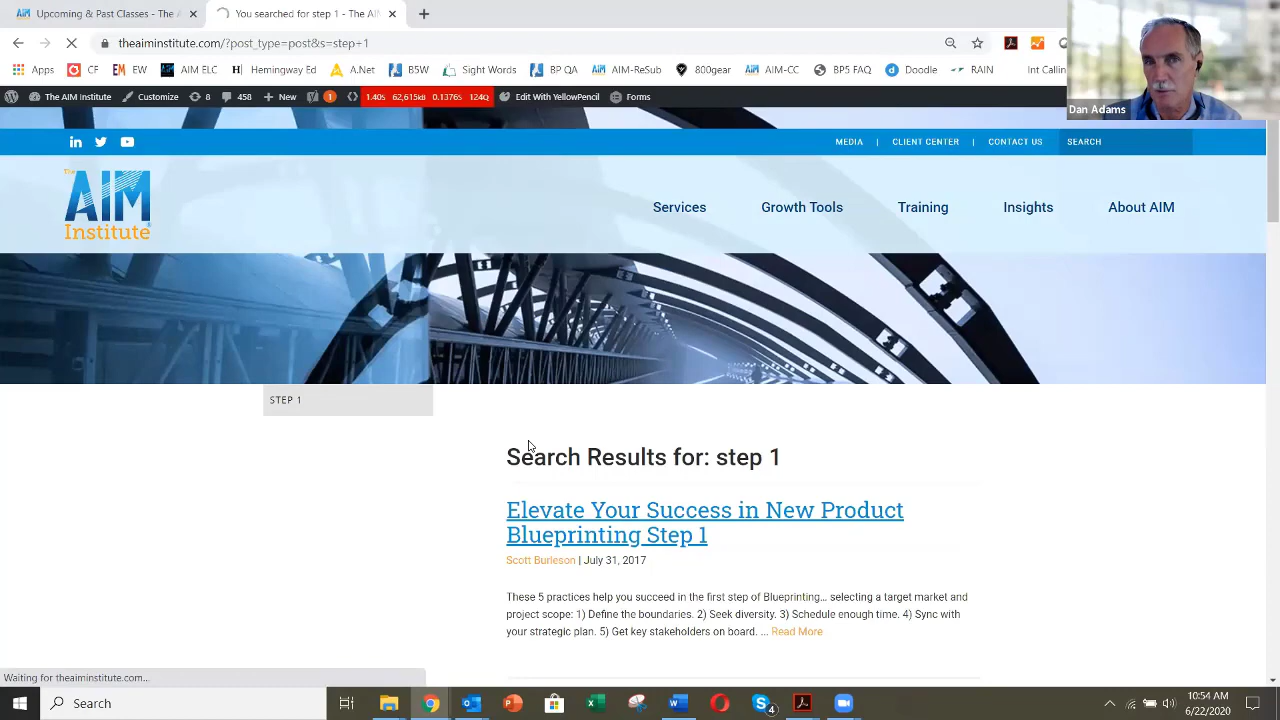 Upcoming & Past Classes - The A
You searched for step 1 - The AIM
theaiminstitute.com/?post_type=post&is=step+1
Apps
CF
EW
AIM ELC
Hemingway Ed
A.Net
B5W
Sight Wor
BP QA
AIM-ReSub
800gear
AIM-CC
BP5 FAQ
Doodle
RAIN
Int Calling
The AIM Institute
Customize
8
458
New
1
1.40S 62,615kB 0.1376S 124Q
Edit With YellowPencil
Forms
Dan Adams
MEDIA | CLIENT CENTER | CONTACT US
SEARCH
The
AIM
Institute
Services
Growth Tools
Training
Insights
About AIM
STEP 1
Search Results for: step 1
Elevate Your Success in New Product
Blueprinting Step 1
Scott Burleson | July 31, 2017
These 5 practices help you succeed in the first step of Blueprinting… selecting a target market and
project scope: 1) Define the boundaries. 2) Seek diversity. 3) Schedule enough time. 4) Sync with
your strategic plan. 5) Get key stakeholders on board. ... Read More
Waiting for theaiminstitute.com...
Search
4
10:54 AM
6/22/2020